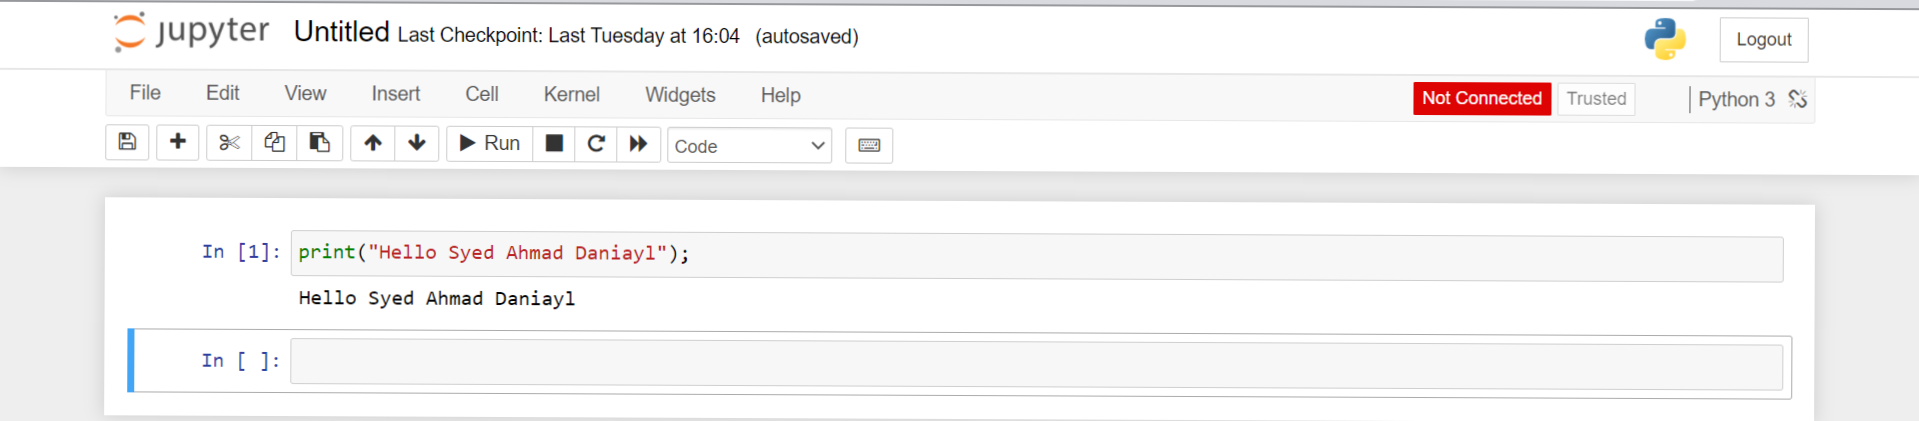 jupyter Untitled Last Checkpoint: Last Tuesday at 16:04 (autosaved) Logout
File Edit View Insert Cell Kernel Widgets Help Not Connected Trusted Python 3
Run Code
In [1]: print("Hello Syed Ahmad Daniayl");
Hello Syed Ahmad Daniayl
In [ ]: